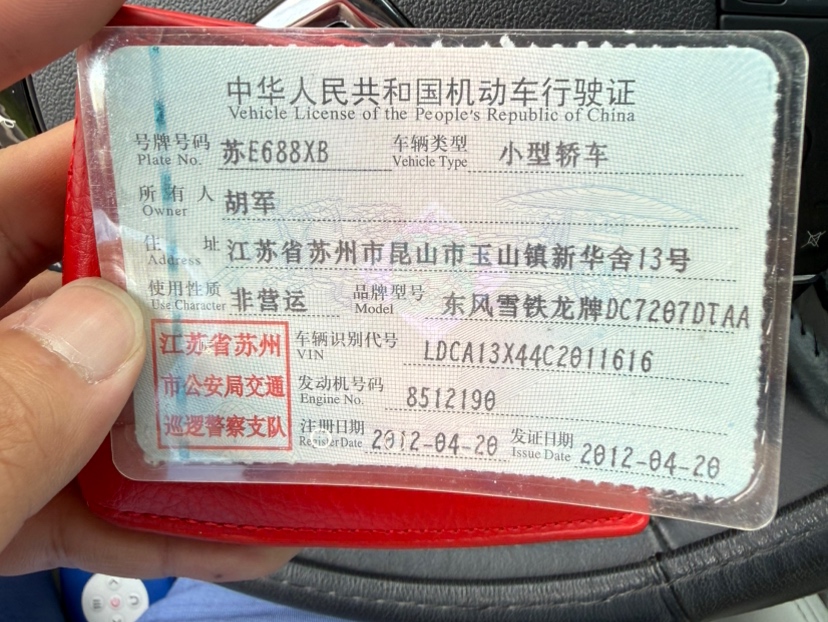 中华人民共和国机动车行驶证
Vehicle License of the People's Republic of China
号牌号码 苏E688XB 车辆类型 小型轿车
Plate No. Vehicle Type
所有人 胡军
Owner
住址 江苏省苏州市昆山市玉山镇新华舍13号
Address
使用性质 非营运 品牌型号 东风雪铁龙牌DC7207DTAA
Use Character Model
江苏省苏州
市公安局交通
巡逻警察支队
车辆识别代号 LDCA13X44C2011616
VIN
发动机号码 8512190
Engine No.
注册日期 2012-04-20 发证日期 2012-04-20
Register Date Issue Date